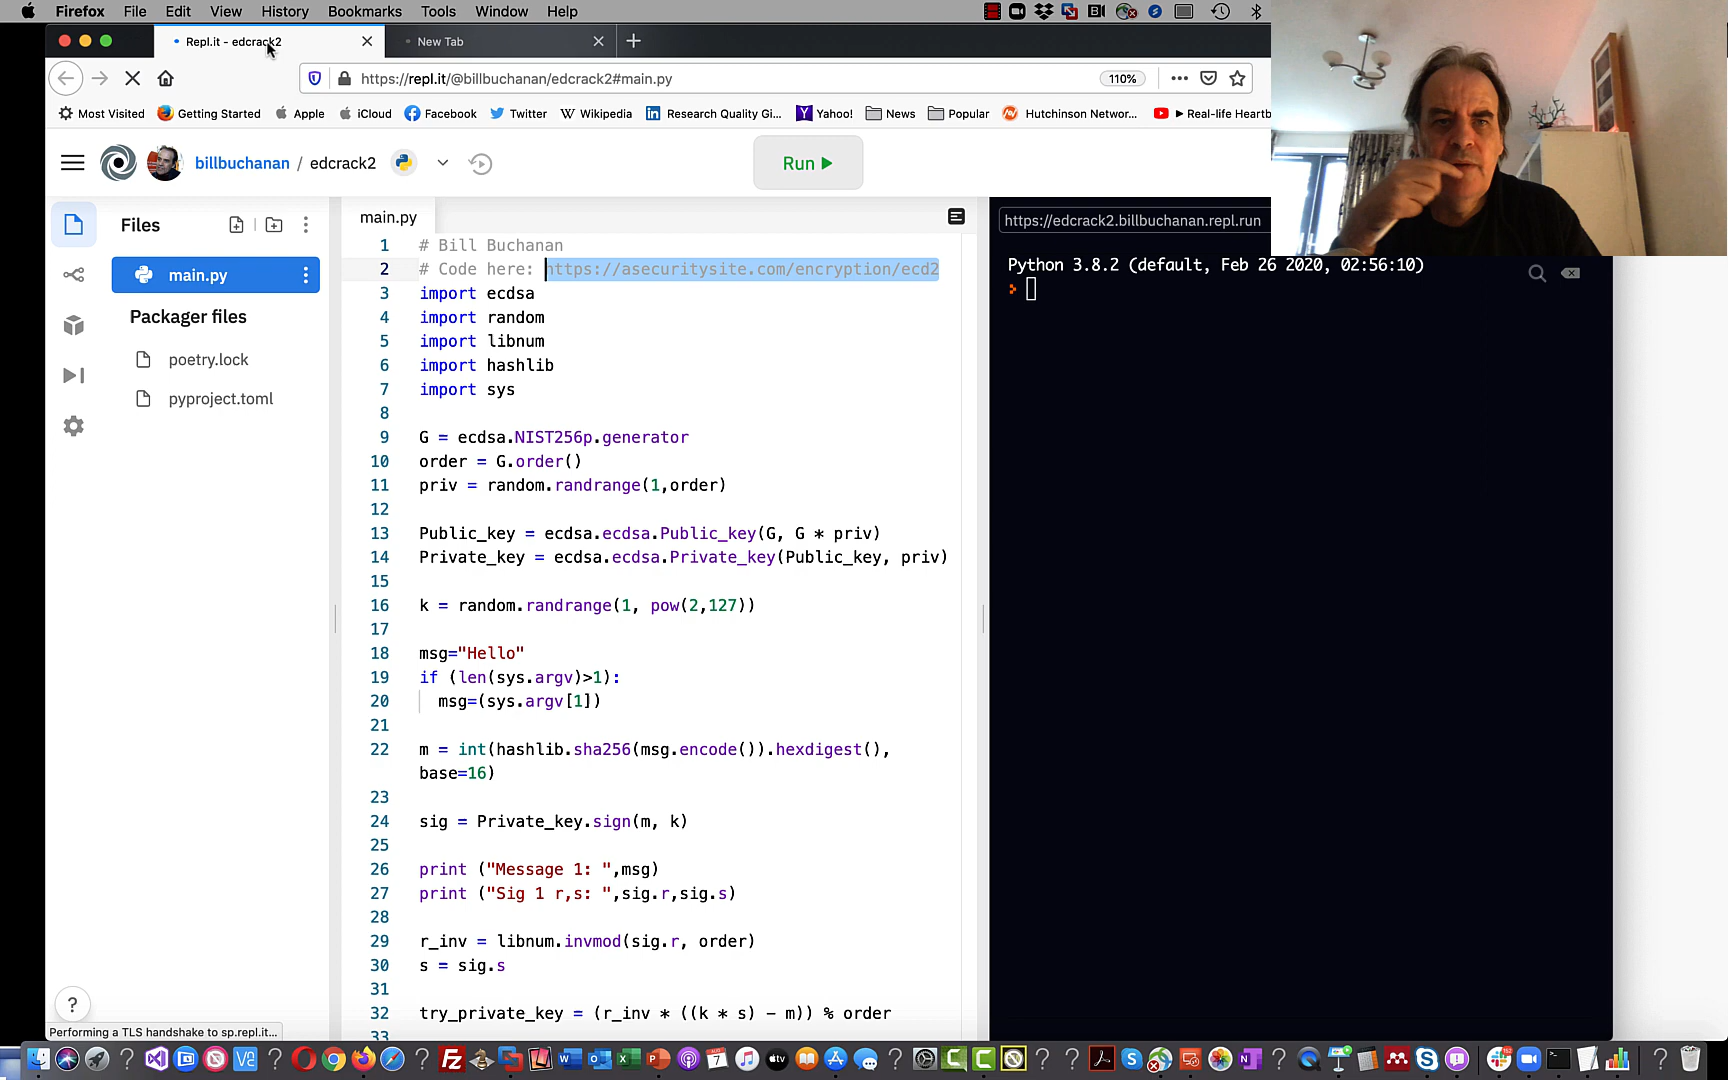 Firefox File Edit View History Bookmarks Tools Window Help
Repl.it - edcrack2
New Tab
https://repl.it/@billbuchanan/edcrack2#main.py 110%
Most Visited Getting Started Apple iCloud Facebook Twitter Wikipedia Research Quality Gi... Yahoo! News Popular Hutchinson Networ... ► Real-life Heartb
billbuchanan / edcrack2
Run
Files
main.py
Packager files
poetry.lock
pyproject.toml
main.py
1 # Bill Buchanan
2 # Code here: https://asecuritysite.com/encryption/ecd2
3 import ecdsa
4 import random
5 import libnum
6 import hashlib
7 import sys
8
9 G = ecdsa.NIST256p.generator
10 order = G.order()
11 priv = random.randrange(1,order)
12
13 Public_key = ecdsa.ecdsa.Public_key(G, G * priv)
14 Private_key = ecdsa.ecdsa.Private_key(Public_key, priv)
15
16 k = random.randrange(1, pow(2,127))
17
18 msg="Hello"
19 if (len(sys.argv)>1):
20 msg=(sys.argv[1])
21
22 m = int(hashlib.sha256(msg.encode()).hexdigest(),
base=16)
23
24 sig = Private_key.sign(m, k)
25
26 print ("Message 1: ",msg)
27 print ("Sig 1 r,s: ",sig.r,sig.s)
28
29 r_inv = libnum.invmod(sig.r, order)
30 s = sig.s
31
32 try_private_key = (r_inv * ((k * s) - m)) % order
33
https://edcrack2.billbuchanan.repl.run
Python 3.8.2 (default, Feb 26 2020, 02:56:10)
?
Performing a TLS handshake to sp.repl.it...